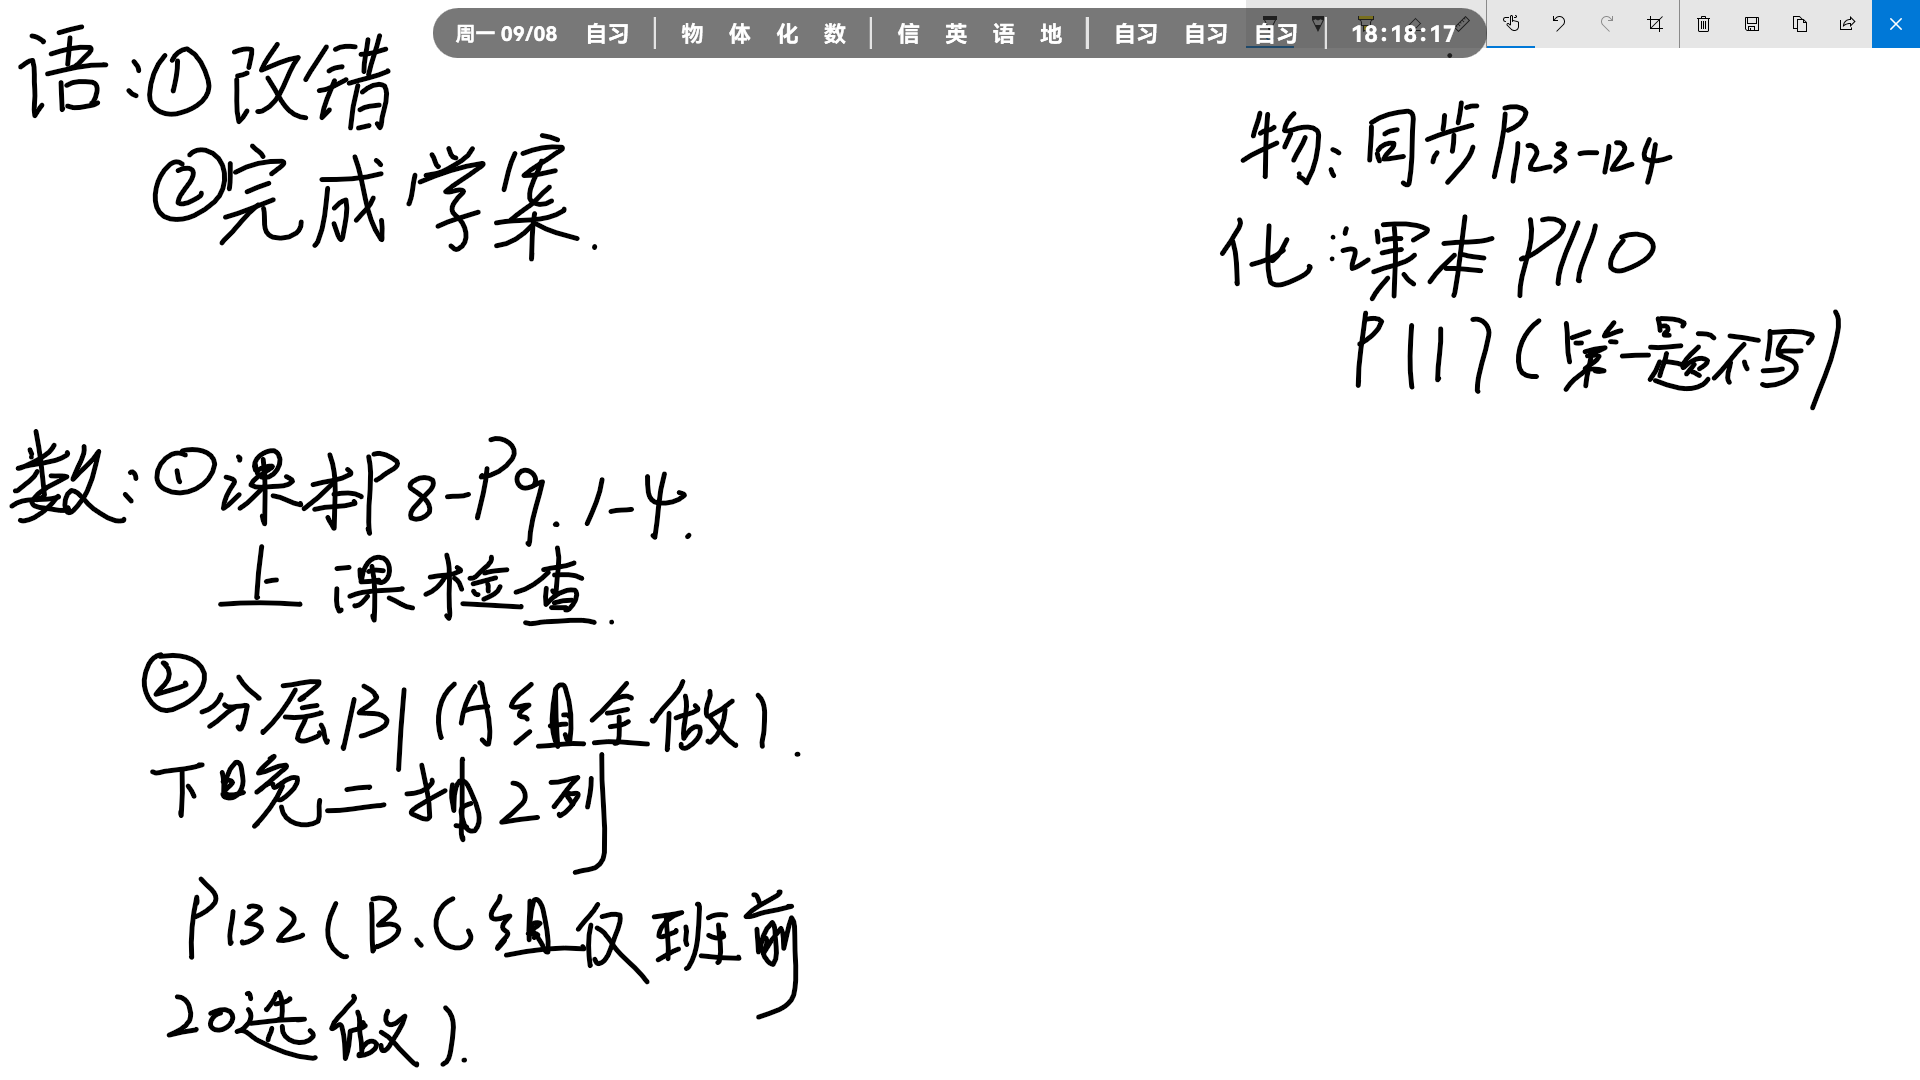 周一 09/08 自习 | 物 体 化 数 | 信 英 语 地 | 自习 自习 自习 | 18:18:17
语:①改错
②完成学案.
物:同步P123-124
化:课本P110
P117(第一题不写)
数:①课本P8-P9.1-4.
上课检查.
②分层131(A组全做).
下晚二抽2列
P132(B、C组仅班前
20选做).